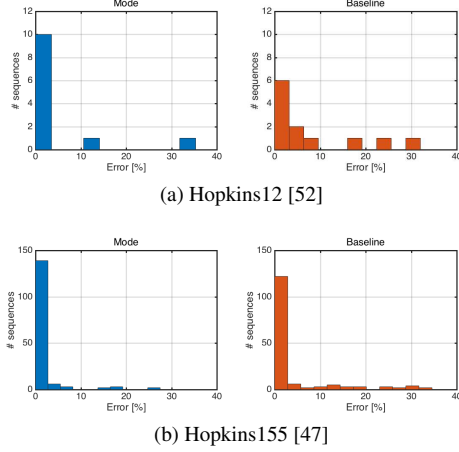 Mode Baseline
12 12
10 10
8 8
6 6
4 4
2 2
0 0
0 10 20 30 40 0 10 20 30 40
# sequences # sequences
Error [%] Error [%]
(a) Hopkins12 [52]
Mode Baseline
150 150
100 100
50 50
0 0
0 10 20 30 40 0 10 20 30 40
# sequences # sequences
Error [%] Error [%]
(b) Hopkins155 [47]